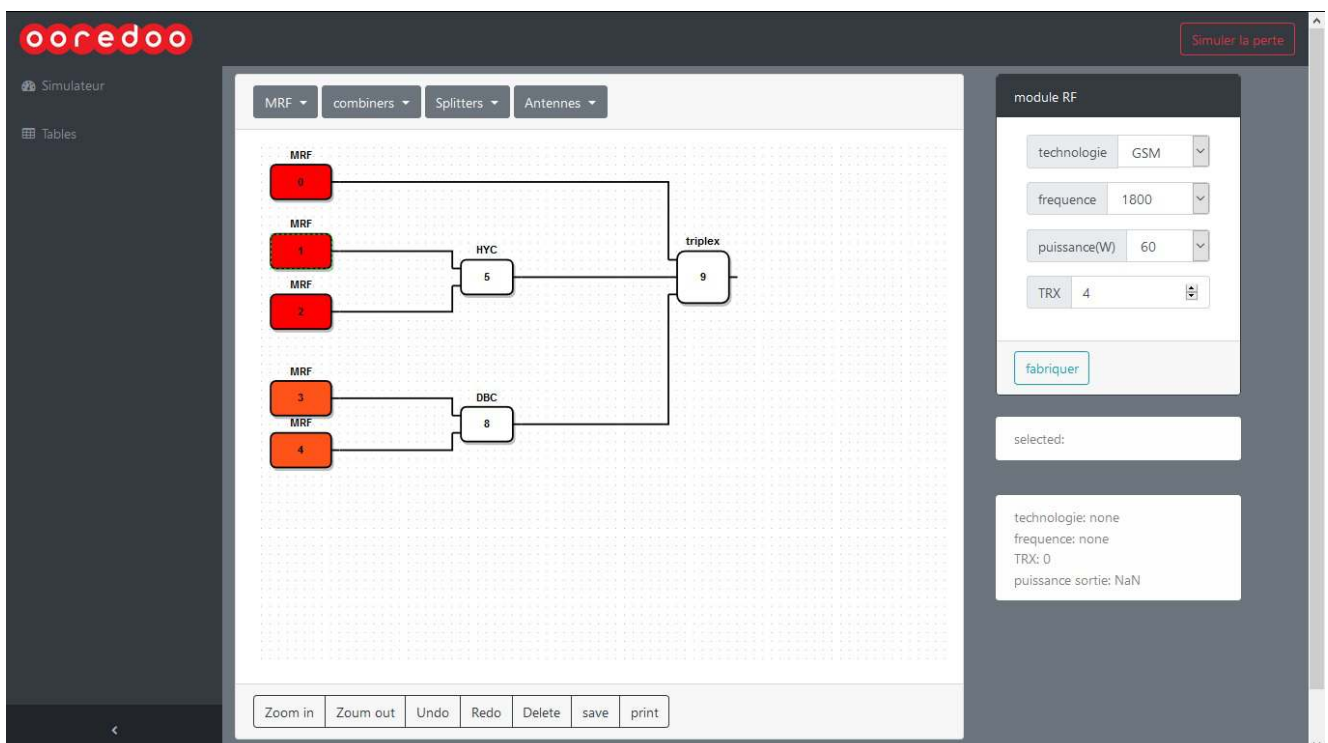 ooredoo
Simuler la perte
Simulateur
Tables
MRF combiners Splitters Antennes
MRF
0
MRF
1
HYC
5
MRF
2
triplex
9
MRF
3
DBC
8
MRF
4
Zoom in Zoum out Undo Redo Delete save print
module RF
technologie GSM
frequence 1800
puissance(W) 60
TRX 4
fabriquer
selected:
technologie: none
frequence: none
TRX: 0
puissance sortie: NaN